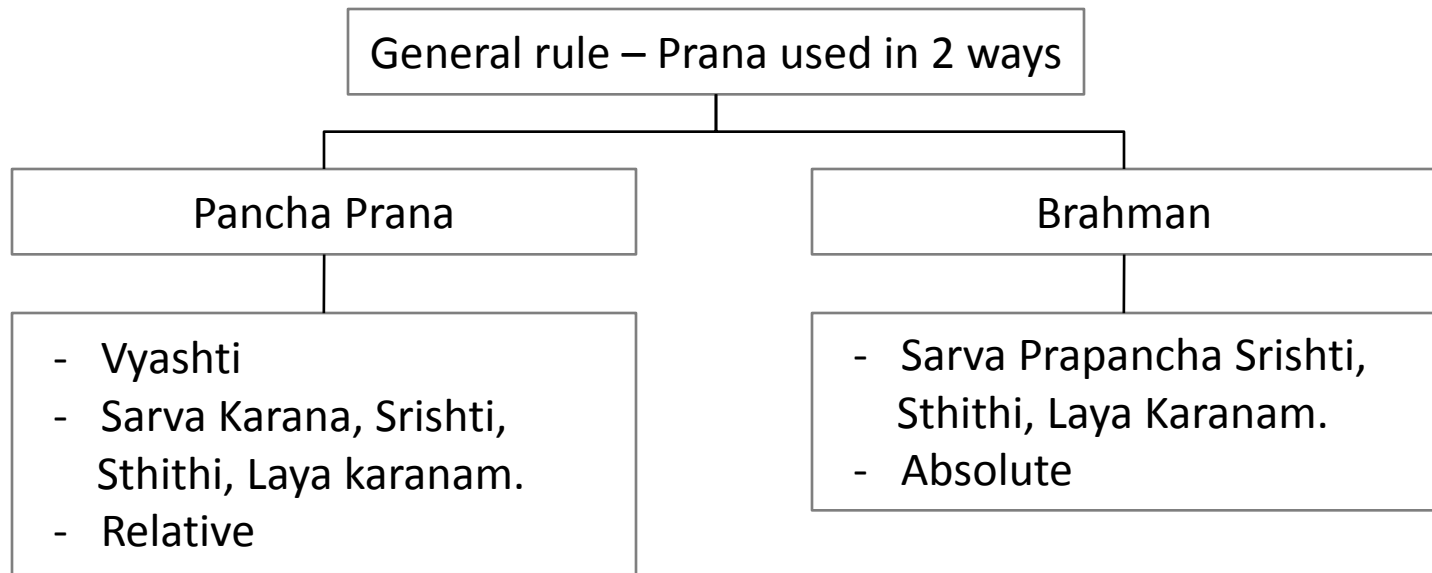 General rule – Prana used in 2 ways
Pancha Prana
Brahman
- Vyashti
- Sarva Karana, Srishti,
Sthithi, Laya karanam.
- Relative
- Sarva Prapancha Srishti,
Sthithi, Laya Karanam.
- Absolute